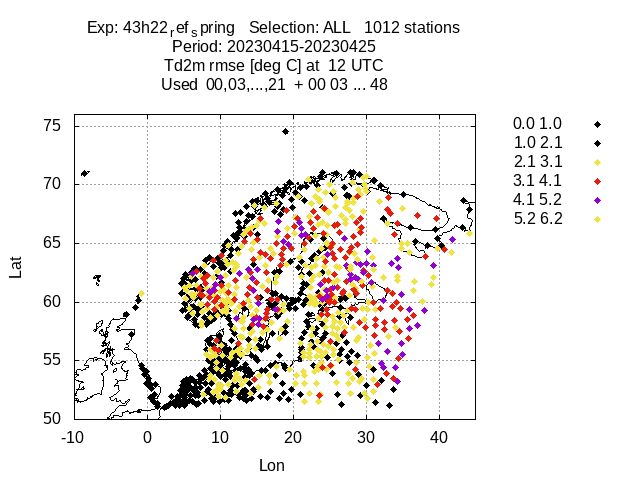 Exp: 43h22refspring Selection: ALL 1012 stations
Period: 20230415-20230425
Td2m rmse [deg C] at 12 UTC
Used 00,03,...,21 + 00 03 ... 48
75
70
65
60
55
50
Lat
-10 0 10 20 30 40
Lon
0.0 1.0
1.0 2.1
2.1 3.1
3.1 4.1
4.1 5.2
5.2 6.2